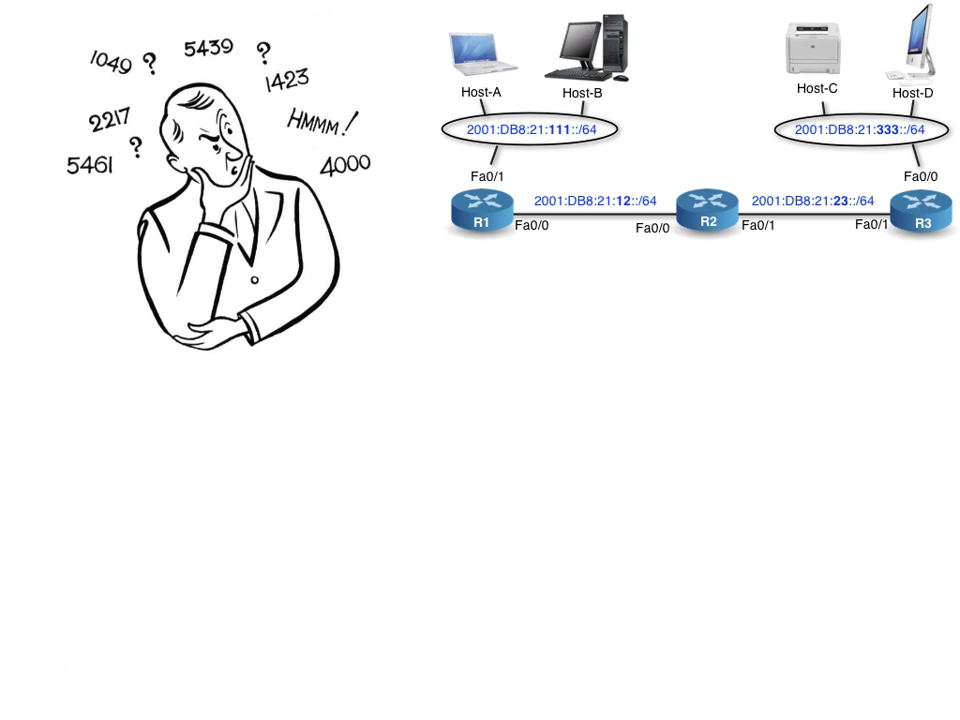 1049 ?
5439
?
1423
2217
?
5461
HMMM!
4000
Host-A
Host-B
Host-C
Host-D
2001:DB8:21:111::/64
2001:DB8:21:333::/64
Fa0/1
Fa0/0
2001:DB8:21:12::/64
2001:DB8:21:23::/64
R1
R2
R3
Fa0/0
Fa0/0
Fa0/1
Fa0/1